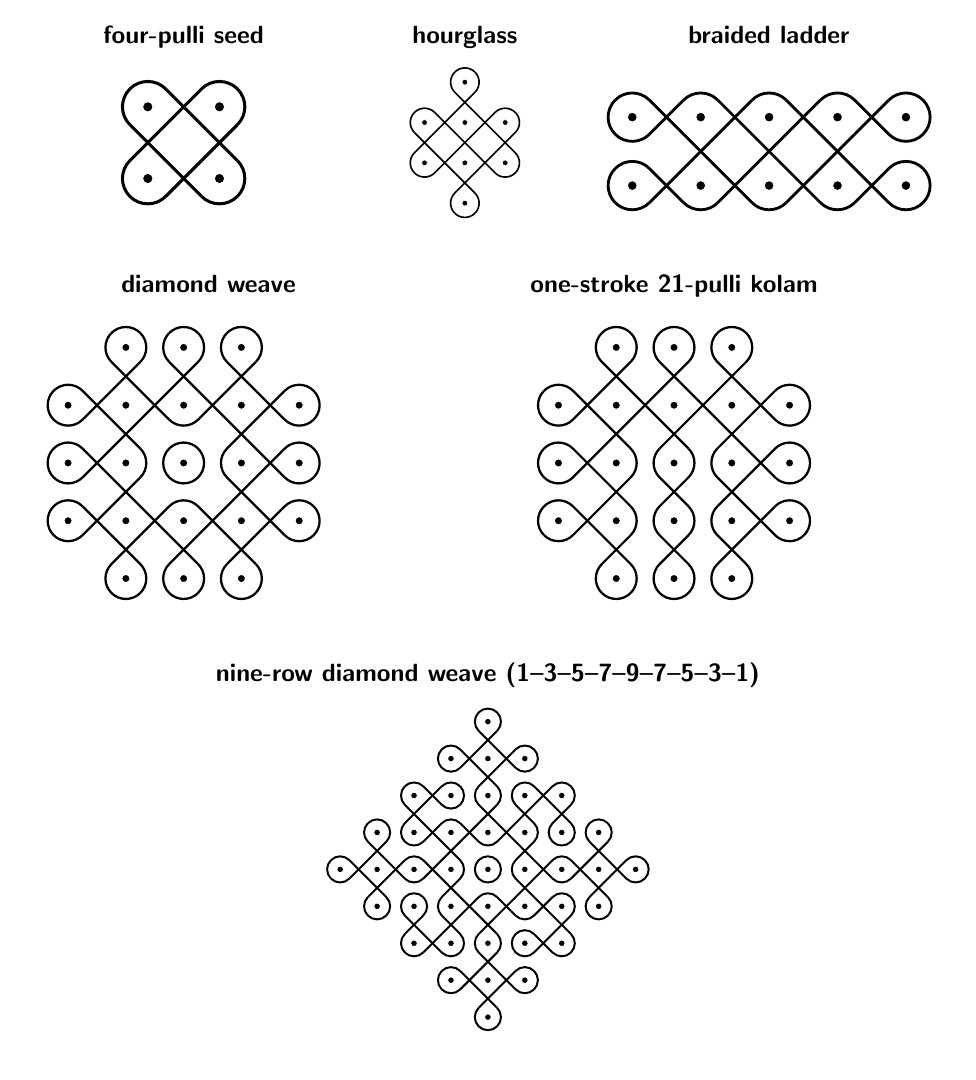 four-pulli seed
hourglass
braided ladder
diamond weave
one-stroke 21-pulli kolam
nine-row diamond weave (1–3–5–7–9–7–5–3–1)